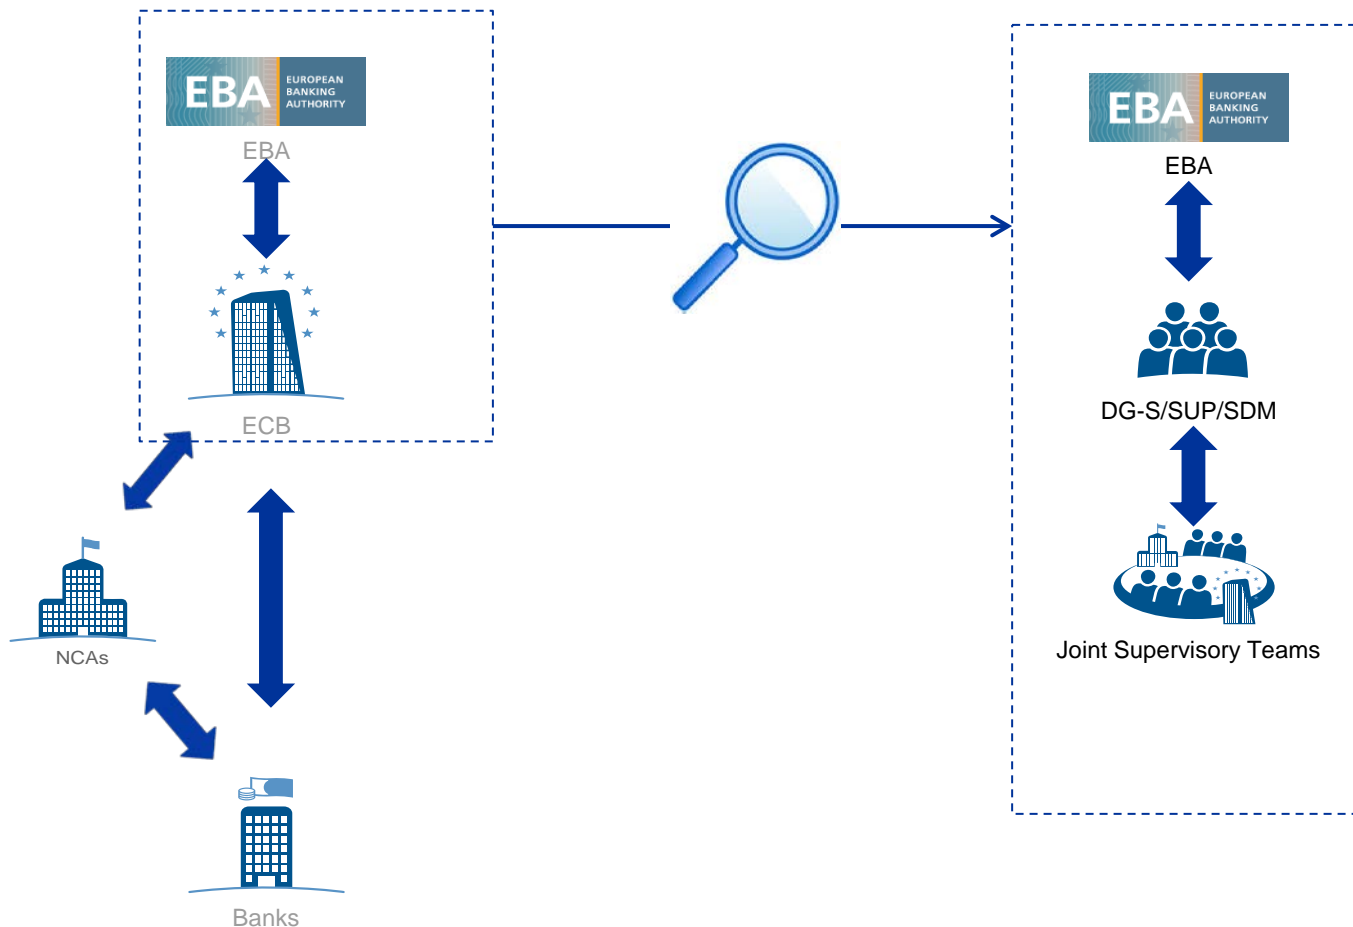 EBA
EUROPEAN
BANKING
AUTHORITY
EBA
ECB
NCAs
Banks
EBA
EUROPEAN
BANKING
AUTHORITY
EBA
DG-S/SUP/SDM
Joint Supervisory Teams